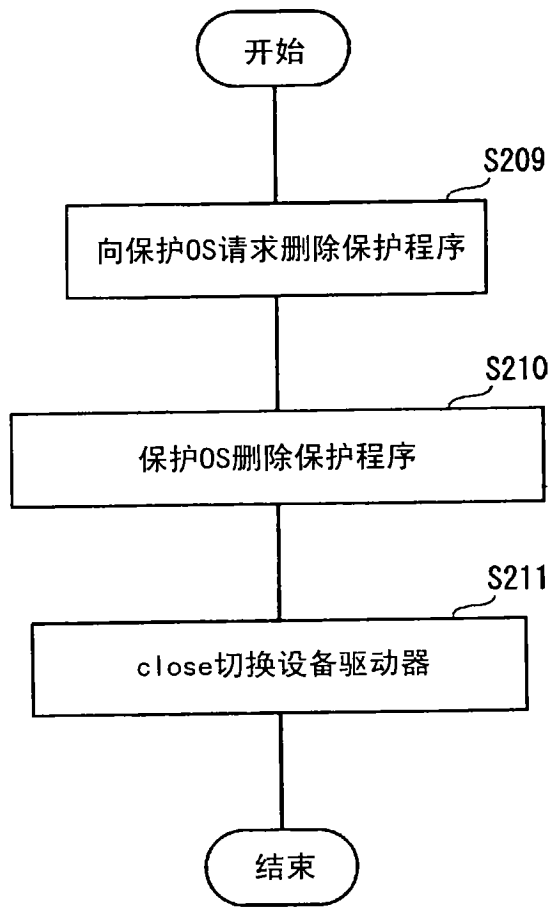 开始
S209
向保护OS请求删除保护程序
S210
保护OS删除保护程序
S211
close切换设备驱动器
结束